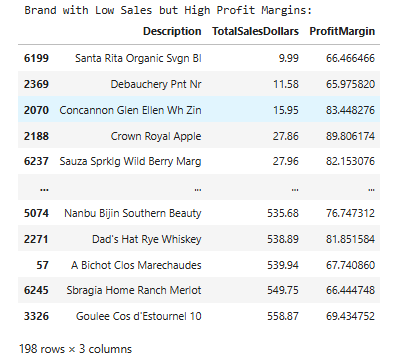 Brand with Low Sales but High Profit Margins:
Description TotalSalesDollars ProfitMargin
6199 Santa Rita Organic Svgn Bl 9.99 66.466466
2369 Debauchery Pnt Nr 11.58 65.975820
2070 Concannon Glen Ellen Wh Zin 15.95 83.448276
2188 Crown Royal Apple 27.86 89.806174
6237 Sauza Sprklg Wild Berry Marg 27.96 82.153076
... ... ... ...
5074 Nanbu Bijin Southern Beauty 535.68 76.747312
2271 Dad's Hat Rye Whiskey 538.89 81.851584
57 A Bichot Clos Marechaudes 539.94 67.740860
6245 Sbragia Home Ranch Merlot 549.75 66.444748
3326 Goulee Cos d'Estournel 10 558.87 69.434752
198 rows × 3 columns